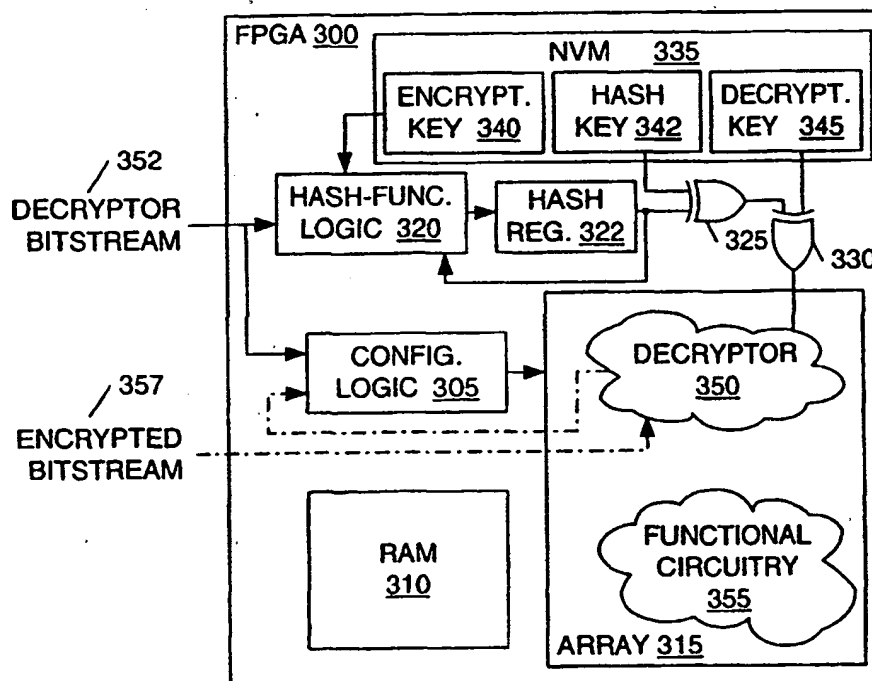 FPGA 300
NVM 335
ENCRYPT.
KEY 340
HASH
KEY 342
DECRYPT.
KEY 345
352
DECRYPTOR
BITSTREAM
HASH-FUNC.
LOGIC 320
HASH
REG. 322
325
330
CONFIG.
LOGIC 305
DECRYPTOR
350
357
ENCRYPTED
BITSTREAM
RAM
310
FUNCTIONAL
CIRCUITRY
355
ARRAY 315